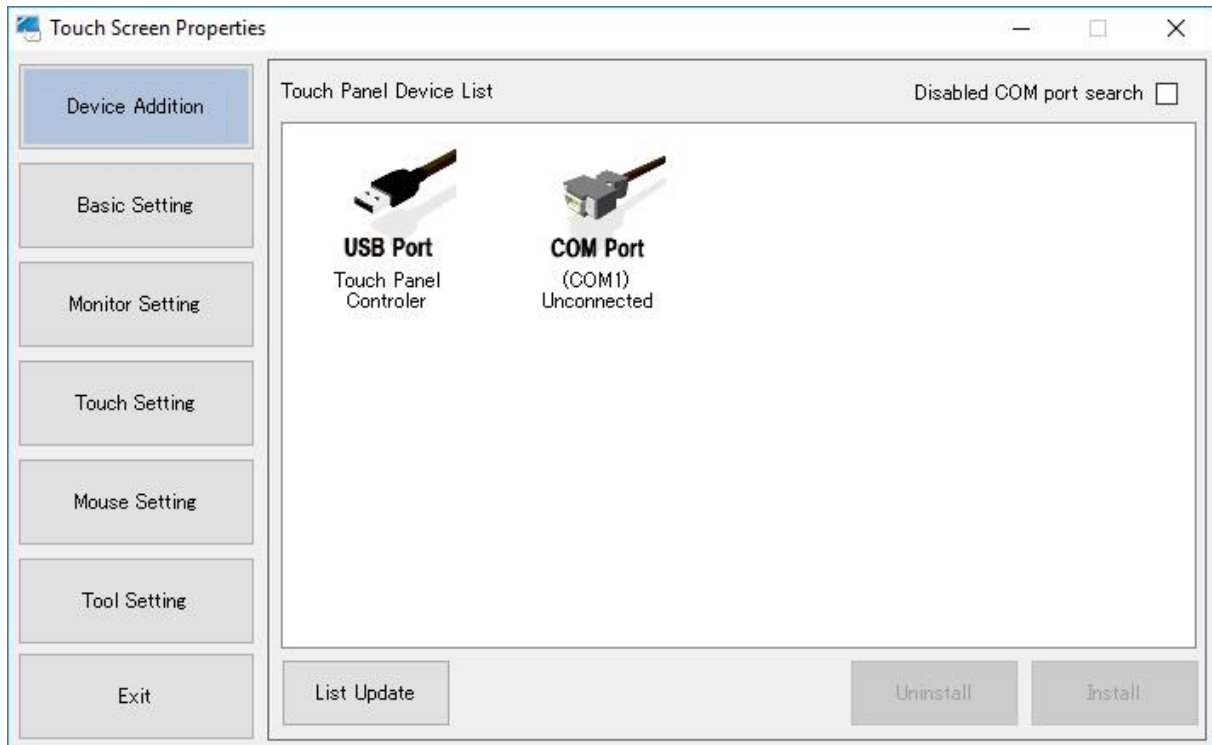 Touch Screen Properties
Device Addition
Basic Setting
Monitor Setting
Touch Setting
Mouse Setting
Tool Setting
Exit
Touch Panel Device List
Disabled COM port search
USB Port
Touch Panel
Controler
COM Port
(COM1)
Unconnected
List Update
Uninstall
Install